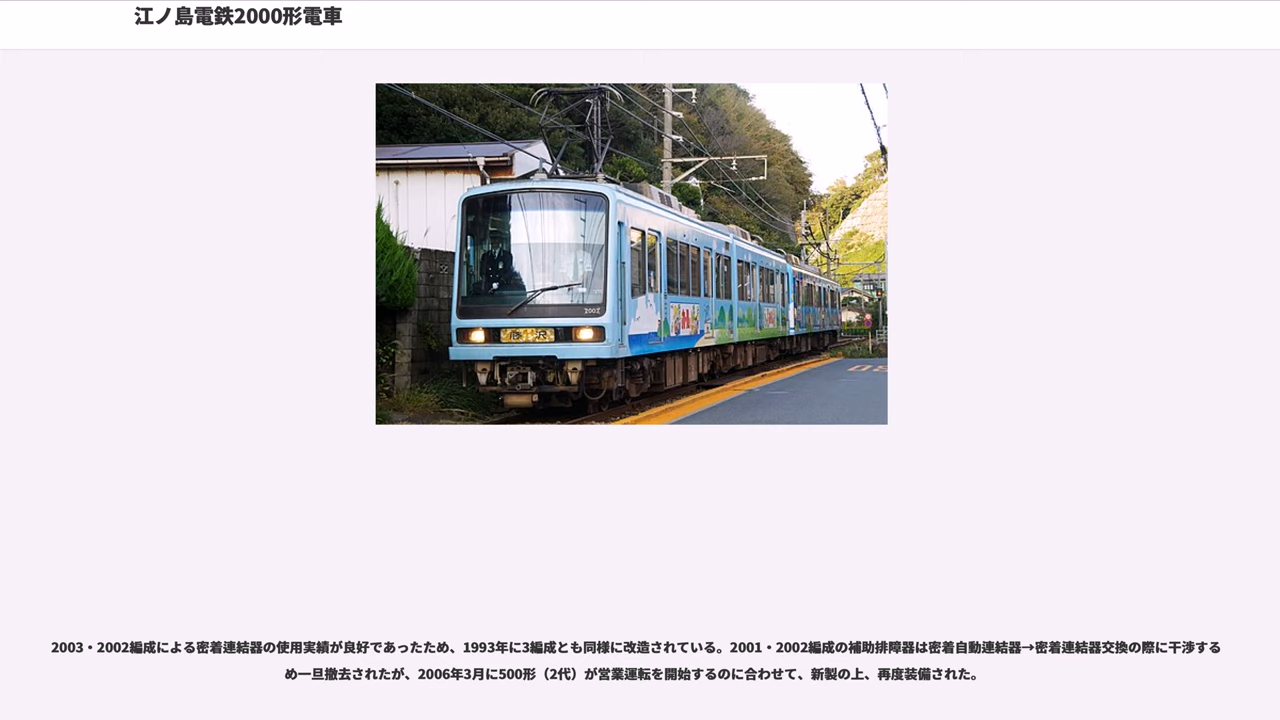 江ノ島電鉄2000形電車
藤沢
2003・2002編成による密着連結器の使用実績が良好であったため、1993年に3編成とも同様に改造されている。2001・2002編成の補助排障器は密着自動連結器→密着連結器交換の際に干渉する
め一旦撤去されたが、2006年3月に500形（2代）が営業運転を開始するのに合わせて、新製の上、再度装備された。